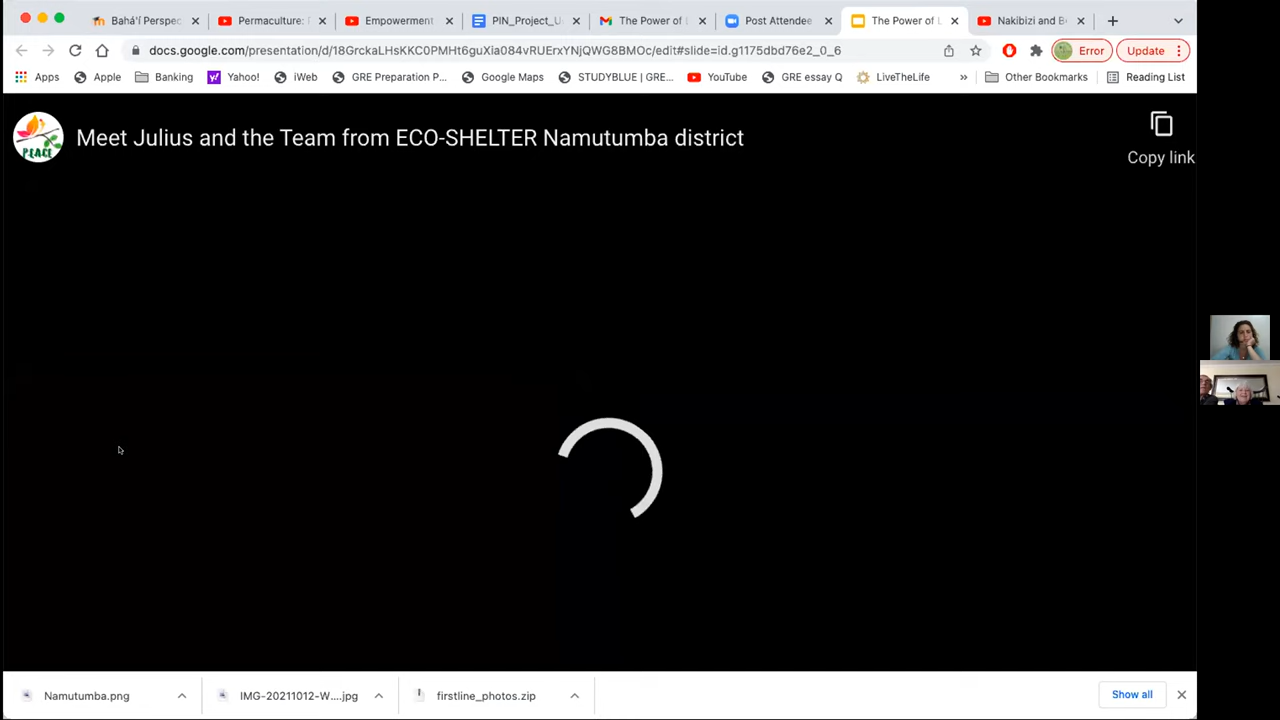 Bahá'í Perspec
Permaculture:
Empowerment
PIN_Project_U
The Power of L
Post Attendee
The Power of L
Nakibizi and B
docs.google.com/presentation/d/18GrckaLHsKKC0PMHt6guXia084vRUErxYNjQWG8BMOc/edit#slide=id.g1175dbd76e2_0_6
Error
Update
Apps
Apple
Banking
Yahoo!
iWeb
GRE Preparation P...
Google Maps
STUDYBLUE | GRE...
YouTube
GRE essay Q
LiveTheLife
»
Other Bookmarks
Reading List
PEACE
Meet Julius and the Team from ECO-SHELTER Namutumba district
Copy link
Namutumba.png
IMG-20211012-W....jpg
firstline_photos.zip
Show all